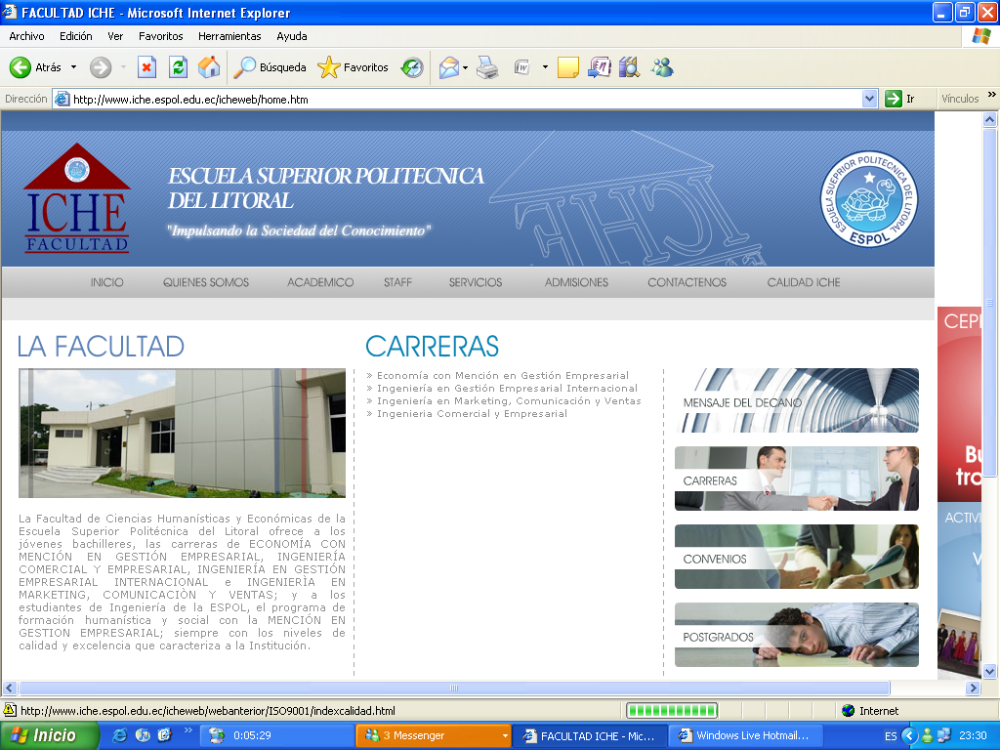 FACULTAD ICHE - Microsoft Internet Explorer
Archivo Edición Ver Favoritos Herramientas Ayuda
Atrás Búsqueda Favoritos
Dirección http://www.iche.espol.edu.ec/icheweb/home.htm Ir Vínculos »
ICHE
FACULTAD
ESCUELA SUPERIOR POLITECNICA
DEL LITORAL
"Impulsando la Sociedad del Conocimiento"
ICHE
ESCUELA SUEPRIOR POLITECNICA DEL LITORAL
ESPOL
INICIO QUIENES SOMOS ACADEMICO STAFF SERVICIOS ADMISIONES CONTACTENOS CALIDAD ICHE
LA FACULTAD
La Facultad de Ciencias Humanísticas y Económicas de la
Escuela Superior Politécnica del Litoral ofrece a los
jóvenes bachilleres, las carreras de ECONOMÍA CON
MENCIÓN EN GESTIÓN EMPRESARIAL, INGENIERÍA
COMERCIAL Y EMPRESARIAL, INGENIERÍA EN GESTIÓN
EMPRESARIAL INTERNACIONAL e INGENIERÌA EN
MARKETING, COMUNICACIÒN Y VENTAS; y a los
estudiantes de Ingeniería de la ESPOL, el programa de
formación humanística y social con la MENCIÓN EN
GESTION EMPRESARIAL; siempre con los niveles de
calidad y excelencia que caracteriza a la Institución.
CARRERAS
» Economía con Mención en Gestión Empresarial
» Ingeniería en Gestión Empresarial Internacional
» Ingeniería en Marketing, Comunicación y Ventas
» Ingenieria Comercial y Empresarial
MENSAJE DEL DECANO
CARRERAS
CONVENIOS
POSTGRADOS
CEP
Bu
tro
ACTIVI
http://www.iche.espol.edu.ec/icheweb/webanterior/ISO9001/indexcalidad.html Internet
Inicio » 0:05:29 3 Messenger FACULTAD ICHE - Mic... Windows Live Hotmail... ES 23:30